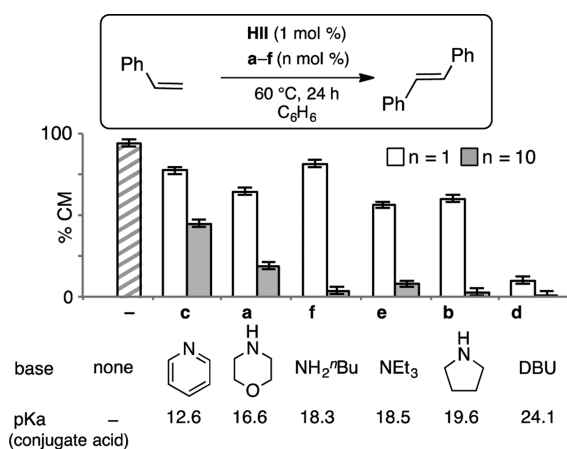 Ph
HII (1 mol %)
a–f (n mol %)
60 °C, 24 h
C6H6
Ph
Ph
100
% CM
0
n = 1 n = 10
– c a f e b d
base none N H N O NH2nBu NEt3 H N DBU
pKa – 12.6 16.6 18.3 18.5 19.6 24.1
(conjugate acid)